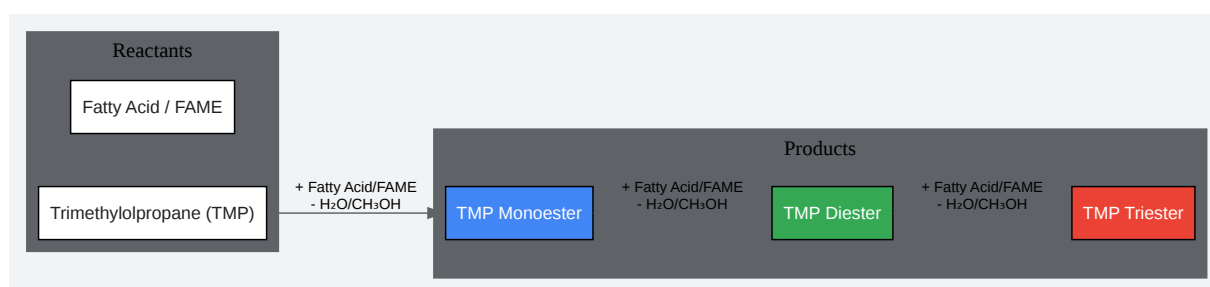 Reactants
Fatty Acid / FAME
Trimethylolpropane (TMP)
+ Fatty Acid/FAME
- H₂O/CH₃OH
Products
TMP Monoester
+ Fatty Acid/FAME
- H₂O/CH₃OH
TMP Diester
+ Fatty Acid/FAME
- H₂O/CH₃OH
TMP Triester